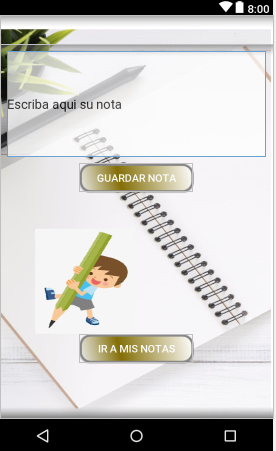 8:00
Escriba aqui su nota
GUARDAR NOTA
IR A MIS NOTAS